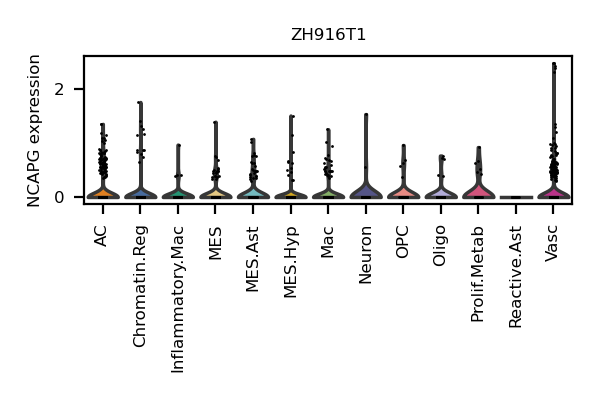 ZH916T1
NCAPG expression
2
0
AC
Chromatin.Reg
Inflammatory.Mac
MES
MES.Ast
MES.Hyp
Mac
Neuron
OPC
Oligo
Prolif.Metab
Reactive.Ast
Vasc